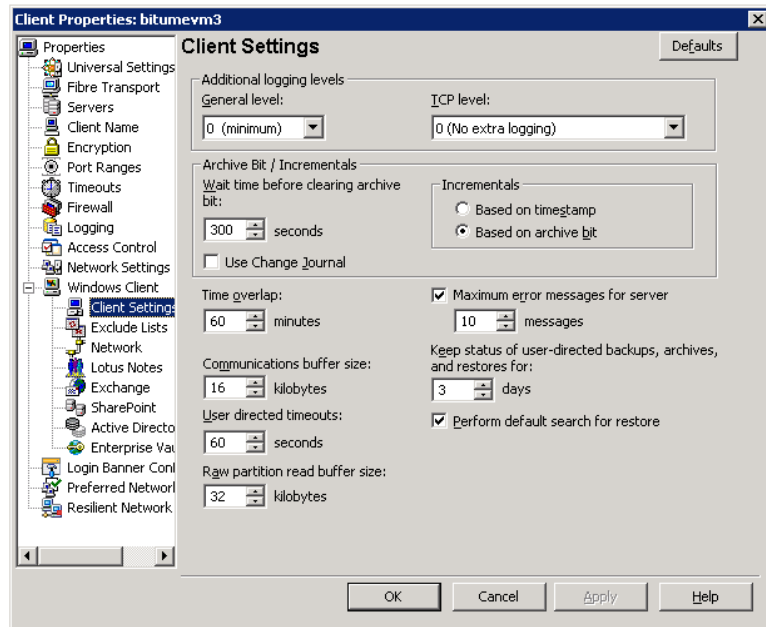 Client Properties: bitumevm3
Properties
Universal Settings
Fibre Transport
Servers
Client Name
Encryption
Port Ranges
Timeouts
Firewall
Logging
Access Control
Network Settings
Windows Client
Client Settings
Exclude Lists
Network
Lotus Notes
Exchange
SharePoint
Active Directo
Enterprise Vau
Login Banner Conf
Preferred Network
Resilient Network
Client Settings
Defaults
Additional logging levels
General level:
TCP level:
0 (minimum)
0 (No extra logging)
Archive Bit / Incrementals
Wait time before clearing archive
bit:
300 seconds
Use Change Journal
Incrementals
Based on timestamp
Based on archive bit
Time overlap:
60 minutes
Communications buffer size:
16 kilobytes
User directed timeouts:
60 seconds
Raw partition read buffer size:
32 kilobytes
Maximum error messages for server
10 messages
Keep status of user-directed backups, archives,
and restores for:
3 days
Perform default search for restore
OK
Cancel
Apply
Help